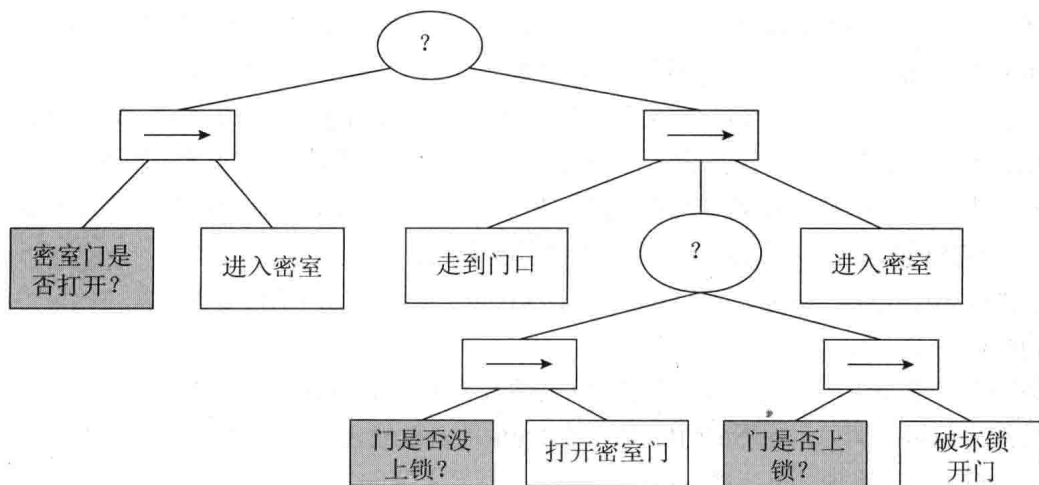 ?
密室门是
否打开?
进入密室
走到门口
?
进入密室
门是否没
上锁?
打开密室门
门是否上
锁?
破坏锁
开门